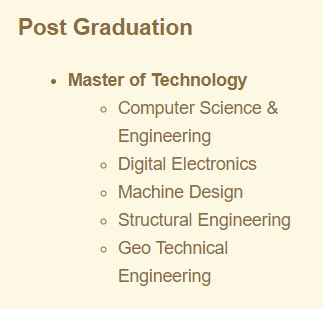 Post Graduation
Master of Technology
Computer Science &
Engineering
Digital Electronics
Machine Design
Structural Engineering
Geo Technical
Engineering